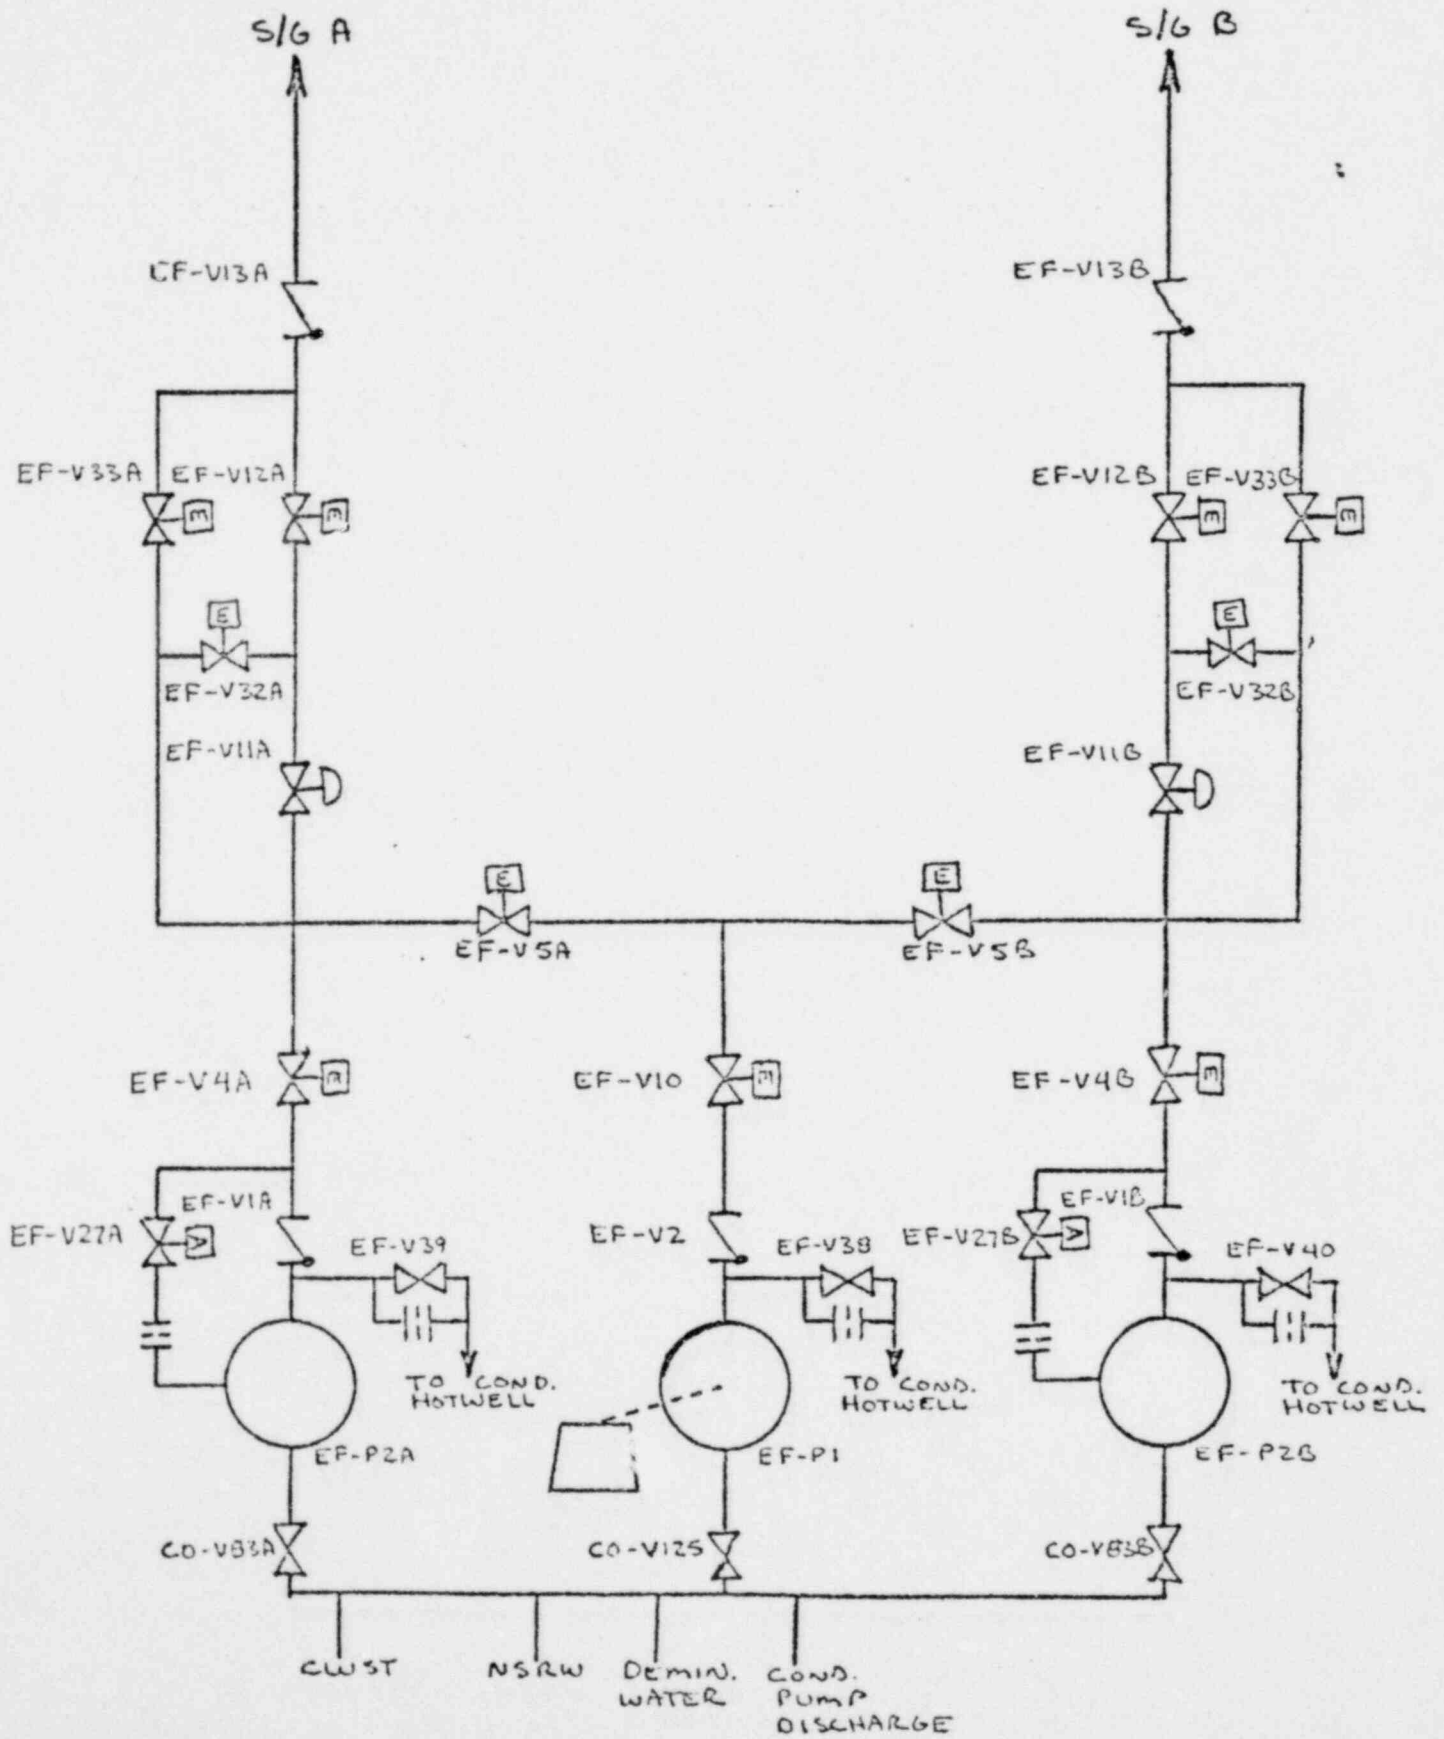 S/G A
S/G B
EF-V13A
EF-V13B
EF-V33A
EF-V12A
EF-V12B
EF-V33B
E
E
E
E
E
E
EF-V32A
EF-V32B
EF-V11A
EF-V11B
E
E
EF-V5A
EF-V5B
EF-V4A
E
EF-V10
E
EF-V4B
E
EF-V1A
EF-V1B
EF-V27A
EF-V39
EF-V2
EF-V38
EF-V27B
EF-V40
A
A
TO COND.
HOTWELL
TO COND.
HOTWELL
TO COND.
HOTWELL
EF-P2A
EF-P1
EF-P2B
CO-V83A
CO-V125
CO-V83B
CWST
NSRW
DEMIN.
WATER
COND.
PUMP
DISCHARGE